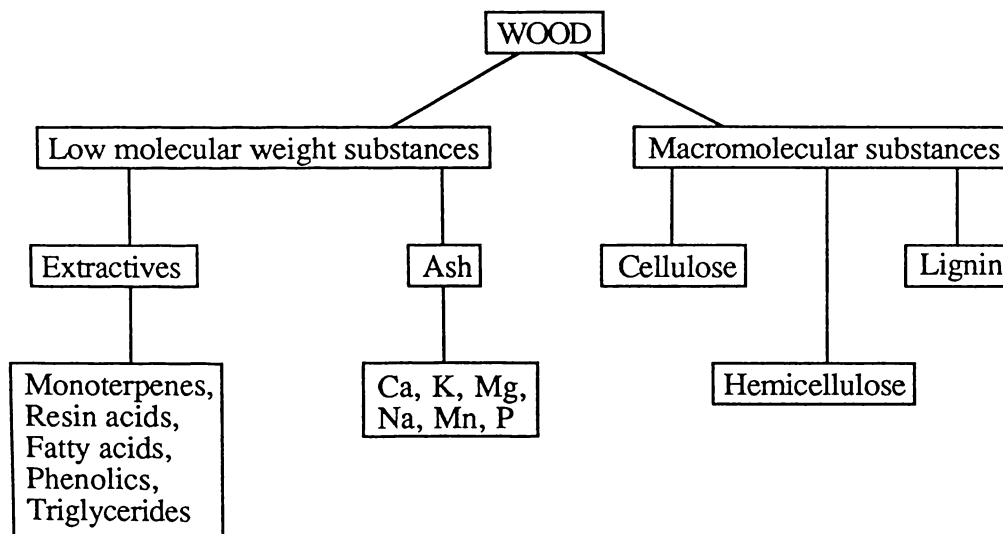 WOOD
Low molecular weight substances
Macromolecular substances
Extractives
Ash
Cellulose
Lignin
Monoterpenes,
Resin acids,
Fatty acids,
Phenolics,
Triglycerides
Ca, K, Mg,
Na, Mn, P
Hemicellulose